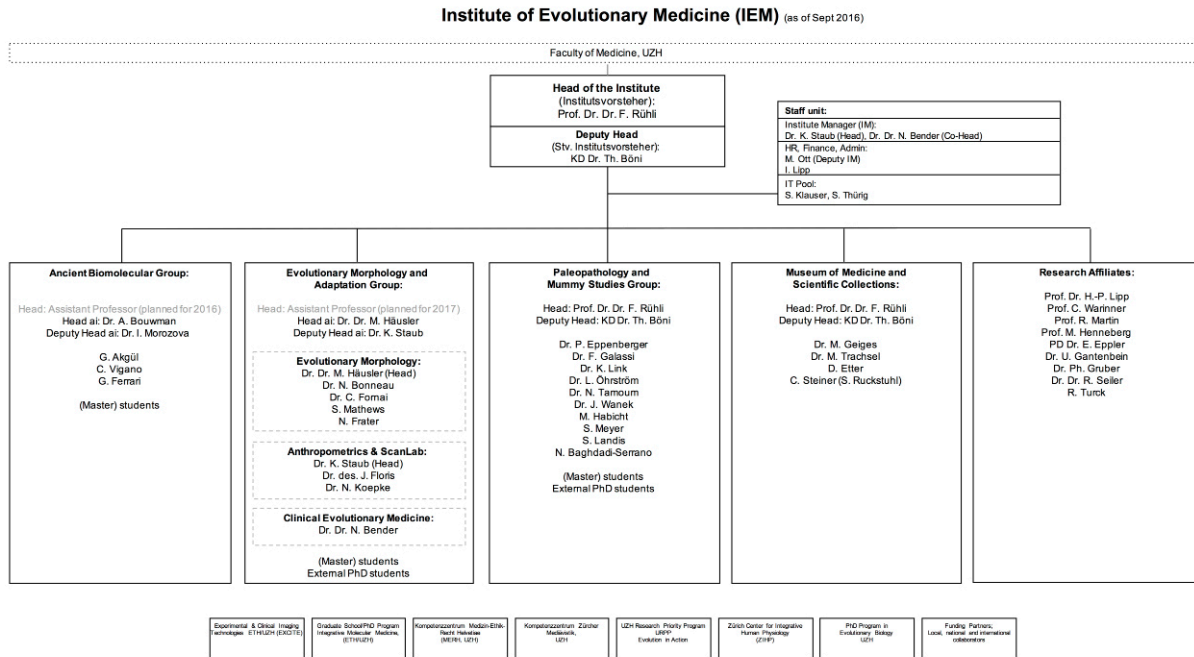 Institute of Evolutionary Medicine (IEM) (as of Sept 2016)
Faculty of Medicine, UZH
Head of the Institute
(Institutsvorsteher):
Prof. Dr. Dr. F. Rühli
Deputy Head
(Stv. Institutsvorsteher):
KD Dr. Th. Böni
Staff unit:
Institute Manager (IM):
Dr. K. Staub (Head), Dr. Dr. N. Bender (Co-Head)
HR, Finance, Admin:
M. Ott (Deputy IM)
I. Lipp
IT Pool:
S. Klauser, S. Thürig
Ancient Biomolecular Group:
Head: Assistant Professor (planned for 2016)
Head ai: Dr. A. Bouwman
Deputy Head ai: Dr. I. Morozova
G. Akgül
C. Vigano
G. Ferrari
(Master) students
Evolutionary Morphology and
Adaptation Group:
Head: Assistant Professor (planned for 2017)
Head ai: Dr. Dr. M. Häusler
Deputy Head ai: Dr. K. Staub
Evolutionary Morphology:
Dr. Dr. M. Häusler (Head)
Dr. N. Bonneau
Dr. C. Fornai
S. Mathews
N. Frater
Anthropometrics & ScanLab:
Dr. K. Staub (Head)
Dr. des. J. Floris
Dr. N. Koepke
Clinical Evolutionary Medicine:
Dr. Dr. N. Bender
(Master) students
External PhD students
Paleopathology and
Mummy Studies Group:
Head: Prof. Dr. Dr. F. Rühli
Deputy Head: KD Dr. Th. Böni
Dr. P. Eppenberger
Dr. F. Galassi
Dr. K. Link
Dr. L. Öhrström
Dr. N. Tamoum
Dr. J. Wanek
M. Habicht
S. Meyer
S. Landis
N. Baghdadi-Serrano
(Master) students
External PhD students
Museum of Medicine and
Scientific Collections:
Head: Prof. Dr. Dr. F. Rühli
Deputy Head: KD Dr. Th. Böni
Dr. M. Geiges
Dr. M. Trachsel
D. Etter
C. Steiner (S. Ruckstuhl)
Research Affiliates:
Prof. Dr. H.-P. Lipp
Prof. C. Warinner
Prof. R. Martin
Prof. M. Henneberg
PD Dr. E. Eppler
Dr. U. Gantenbein
Dr. Ph. Gruber
Dr. Dr. R. Seiler
R. Turck
Experimental & Clinical Imaging
Technologies ETH/UZH (EXCITE)
Graduate School/PhD Program
Integrative Molecular Medicine,
(ETH/UZH)
Kompetenzzentrum Medizin-Ethik-
Recht Helvetiae
(MERH, UZH)
Kompetenzzentrum Zürcher
Mediävistik,
UZH
UZH Research Priority Program
URPP
Evolution in Action
Zürich Center for Integrative
Human Physiology
(ZIHP)
PhD Program in
Evolutionary Biology
UZH
Funding Partners;
Local, national and international
collaborators